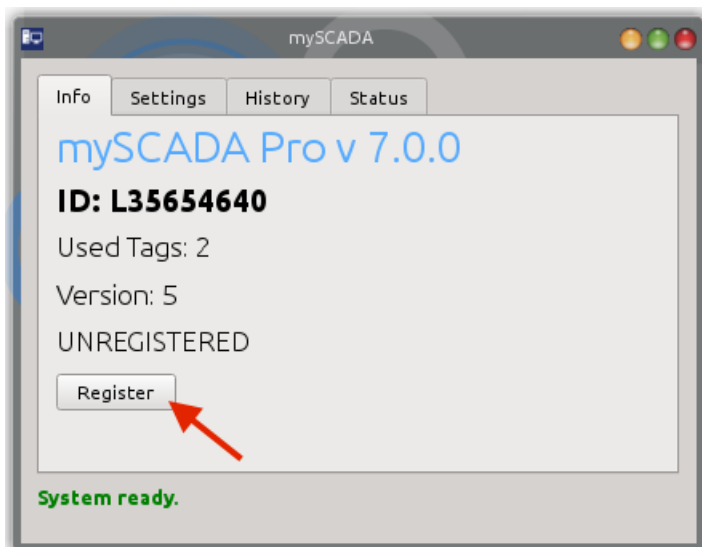 mySCADA
Info Settings History Status
mySCADA Pro v 7.0.0
ID: L35654640
Used Tags: 2
Version: 5
UNREGISTERED
Register
System ready.